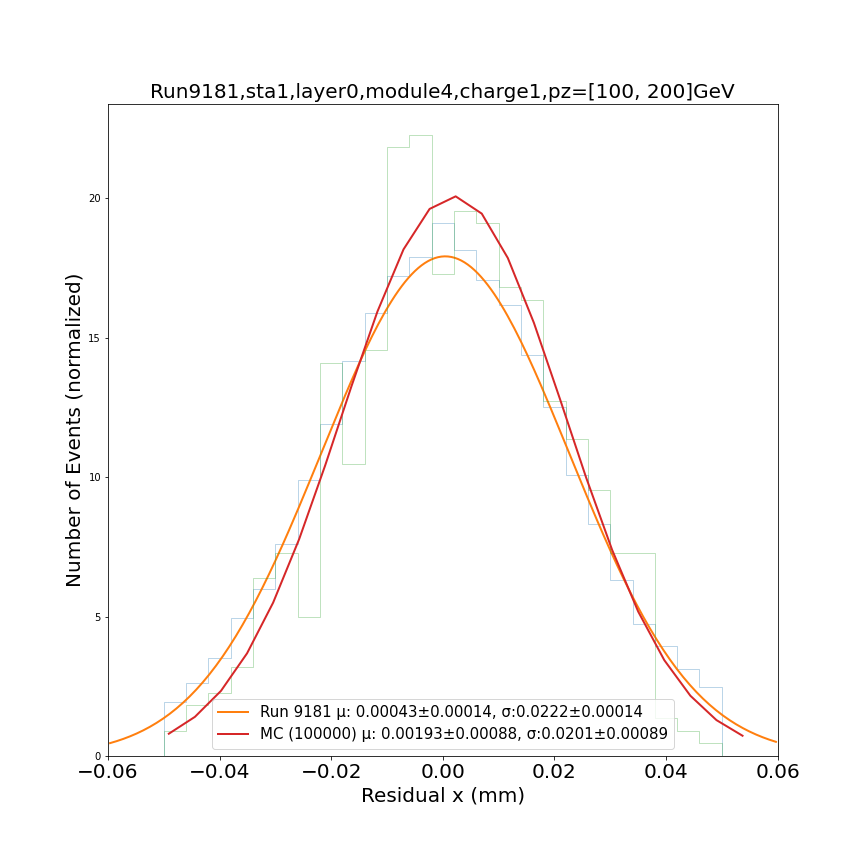 Run9181,sta1,layer0,module4,charge1,pz=[100, 200]GeV
Number of Events (normalized)
20
15
10
5
0
Run 9181 μ: 0.00043±0.00014, σ:0.0222±0.00014
MC (100000) μ: 0.00193±0.00088, σ:0.0201±0.00089
−0.06 −0.04 −0.02 0.00 0.02 0.04 0.06
Residual x (mm)